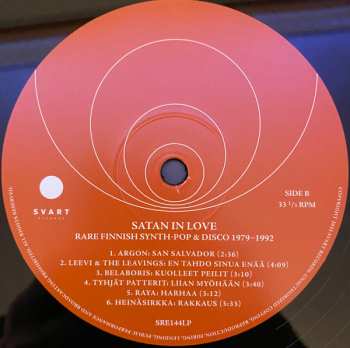 SVART
RECORDS
SIDE B
33 ¹/₃ RPM
SATAN IN LOVE
RARE FINNISH SYNTH-POP & DISCO 1979–1992
1. ARGON: SAN SALVADOR (2:36)
2. LEEVI & THE LEAVINGS: EN TAHDO SINUA ENÄÄ (4:09)
3. BELABORIS: KUOLLEET PEILIT (3:10)
4. TYHJÄT PATTERIT: LIIAN MYÖHÄÄN (3:40)
5. RAYA: HARHAA (3:12)
6. HEINÄSIRKKA: RAKKAUS (3:33)
SRE144LP